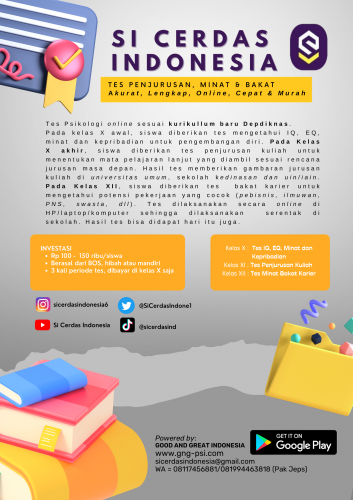 SI CERDAS
INDONESIA
TES PENJURUSAN, MINAT & BAKAT
Akurat, Lengkap, Online, Cepat & Murah
Tes Psikologi online sesuai kurikullum baru Depdiknas.
Pada kelas X awal, siswa diberikan tes mengetahui IQ, EQ,
minat dan kepribadian untuk pengembangan diri. Pada Kelas
X akhir, siswa diberikan tes penjurusan kuliah untuk
menentukan mata pelajaran lanjut yang diambil sesuai rencana
jurusan masa depan. Hasil tes memberikan gambaran jurusan
kuliah di universitas umum, sekolah kedinasan dan uin/iain.
Pada Kelas XII, siswa diberikan tes bakat karier untuk
mengetahui potensi pekerjaan yang cocok (pebisnis, ilmuwan,
PNS, swasta, dll). Tes dilaksanakan secara online di
HP/laptop/komputer sehingga dilaksanakan serentak di
sekolah. Hasil tes bisa didapat hari itu juga.
INVESTASI
Rp 100 - 150 ribu/siswa
Berasal dari BOS, hibah atau mandiri
3 kali periode tes, dibayar di kelas X saja
Kelas X : Tes IQ, EQ, Minat dan
Kepribadian
Kelas XI : Tes Penjurusan Kuliah
Kelas XII : Tes Minat Bakat Karier
sicerdasindonesia6
@SiCerdasIndone1
Si Cerdas Indonesia
@sicerdasind
Powered by:
GOOD AND GREAT INDONESIA
www.gng-psi.com
sicerdasindonesia@gmail.com
WA = 08117456881/081994463818 (Pak Jeps)
GET IT ON
Google Play